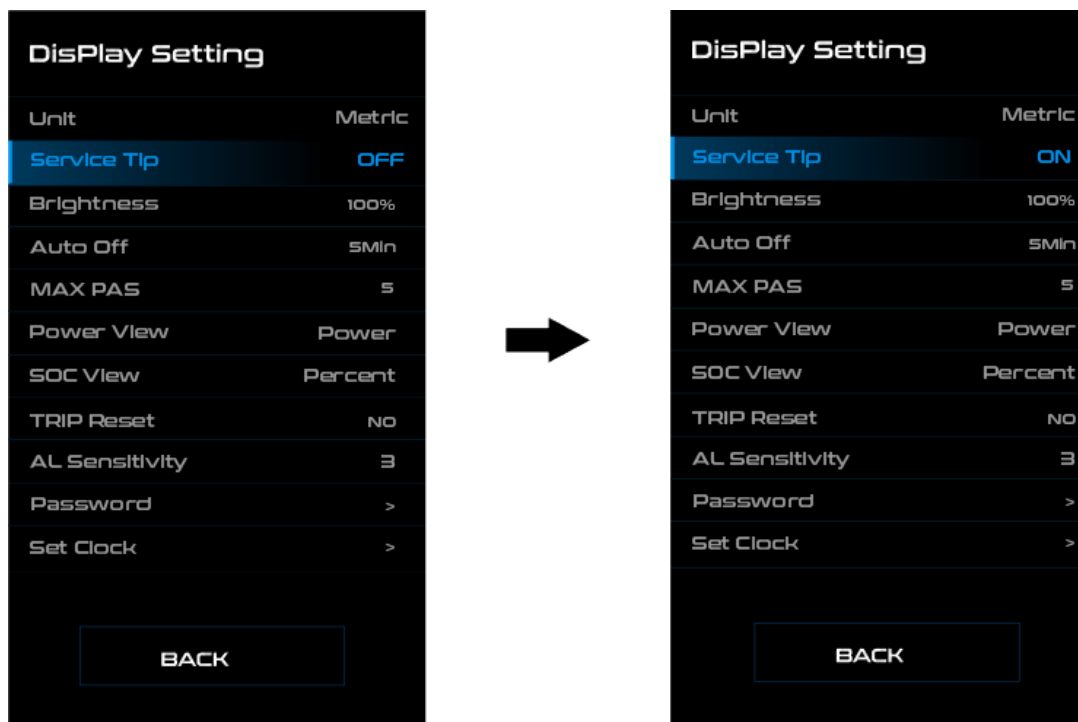 DisPlay Setting
Unit Metric
Service Tip OFF
Brightness 100%
Auto Off 5Min
MAX PAS 5
Power View Power
SOC View Percent
TRIP Reset NO
AL Sensitivity 3
Password >
Set Clock >
BACK
DisPlay Setting
Unit Metric
Service Tip ON
Brightness 100%
Auto Off 5Min
MAX PAS 5
Power View Power
SOC View Percent
TRIP Reset NO
AL Sensitivity 3
Password >
Set Clock >
BACK